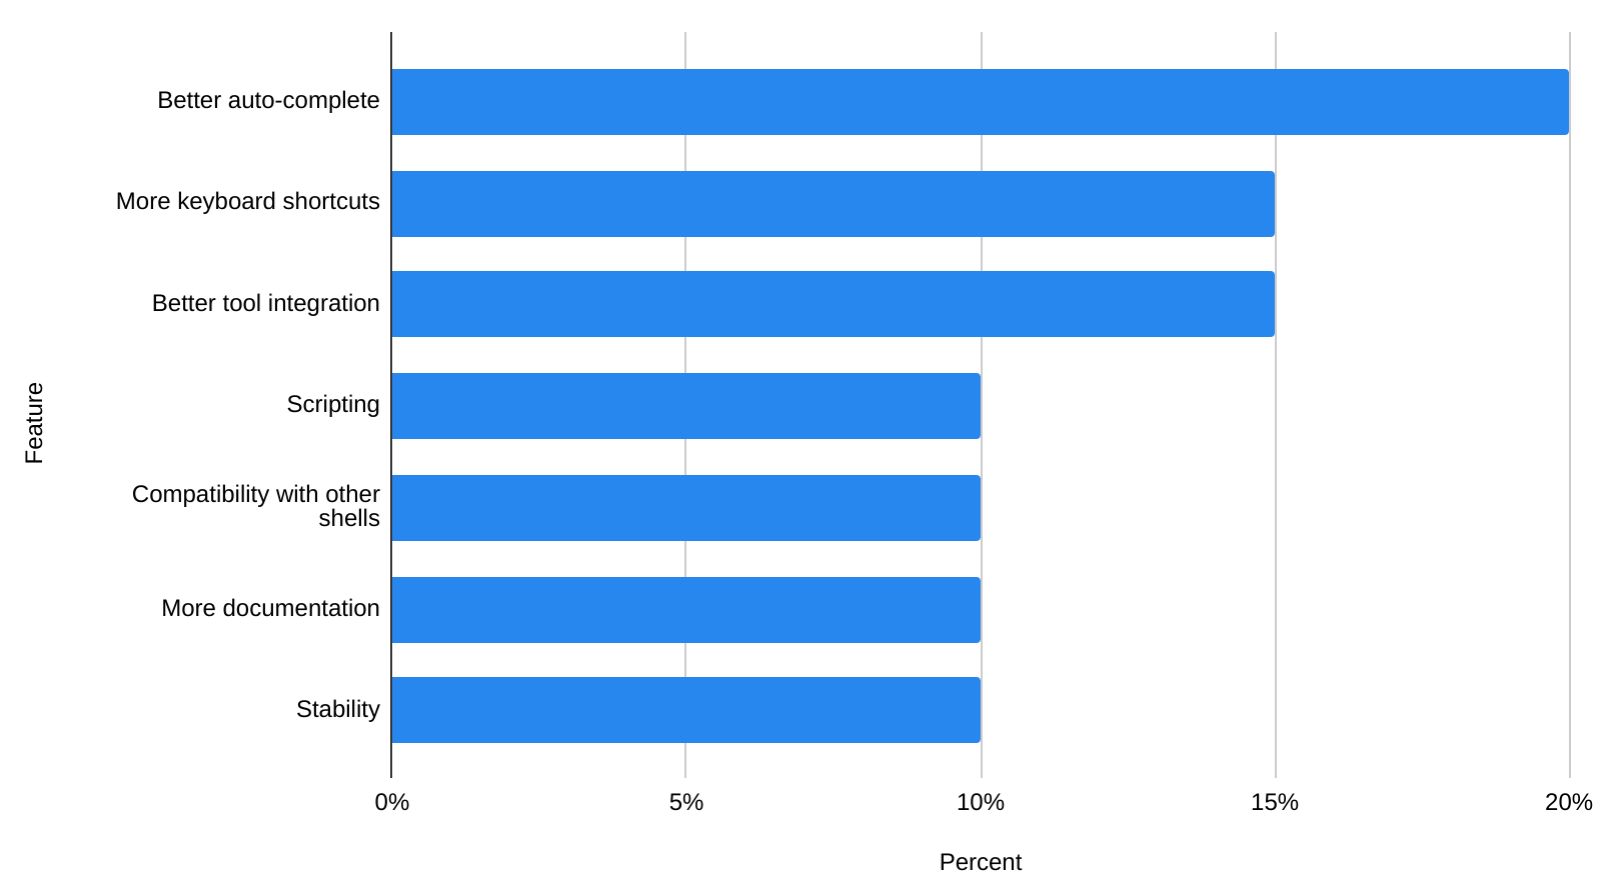 Better auto-complete
More keyboard shortcuts
Better tool integration
Scripting
Compatibility with other
shells
More documentation
Stability
Feature
0% 5% 10% 15% 20%
Percent